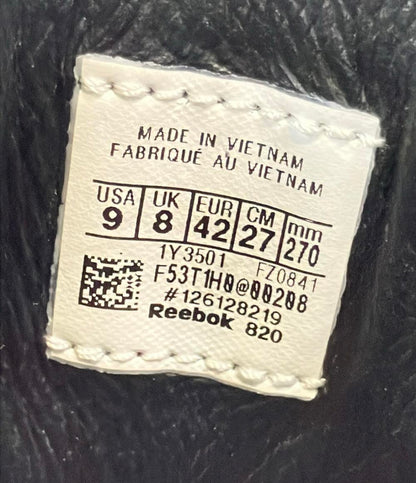 MADE IN VIETNAM
FABRIQUÉ AU VIETNAM
USA UK EUR CM mm
9 8 42 27 270
1Y3501 FZ0841
F53T1H0@00208
#126128219
Reebok 820